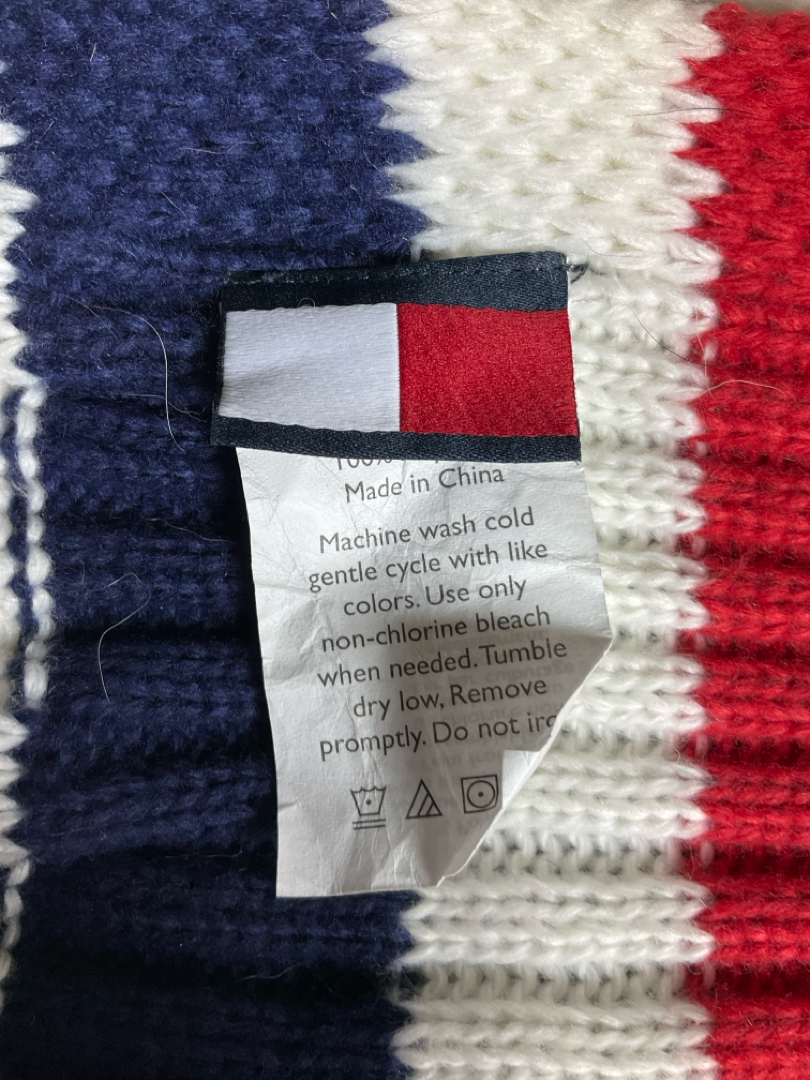 100%
Made in China
Machine wash cold
gentle cycle with like
colors. Use only
non-chlorine bleach
when needed. Tumble
dry low, Remove
promptly. Do not